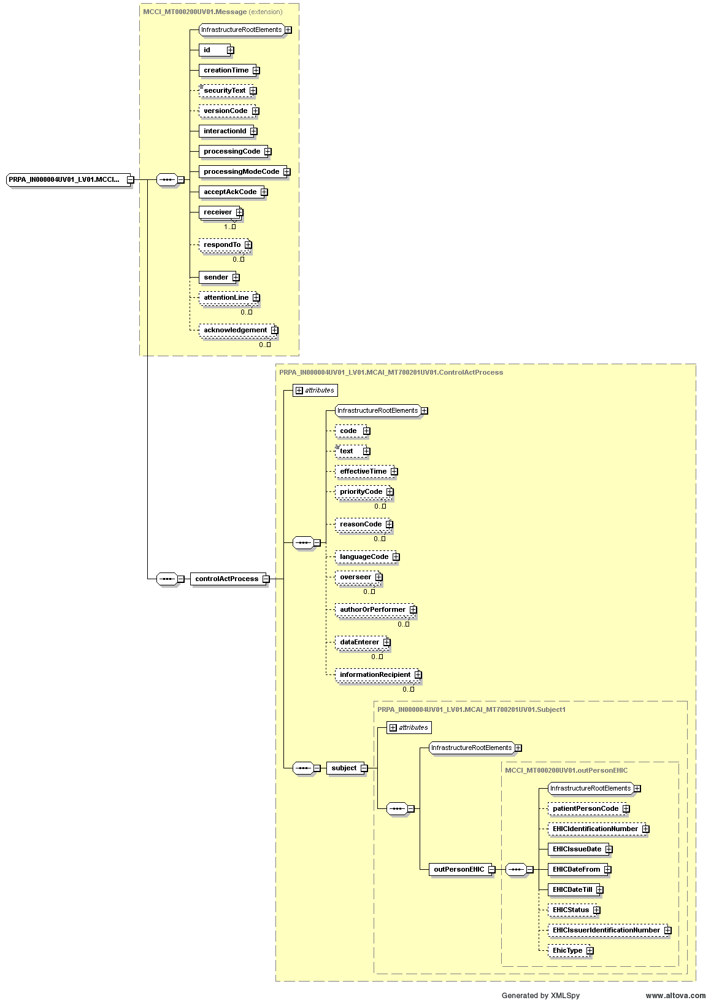 MCCI_MT000200UV01.Message (extension)
InfrastructureRootElements
id
creationTime
securityText
versionCode
interactionId
processingCode
PRPA_IN000004UV01_LV01.MCCI...
processingModeCode
acceptAckCode
receiver
1..
respondTo
0..
sender
attentionLine
0..
acknowledgement
0..
PRPA_IN000004UV01_LV01.MCAI_MT700201UV01.ControlActProcess
attributes
InfrastructureRootElements
code
text
effectiveTime
priorityCode
0..
reasonCode
0..
languageCode
controlActProcess
overseer
0..
authorOrPerformer
0..
dataEnterer
0..
informationRecipient
0..
PRPA_IN000004UV01_LV01.MCAI_MT700201UV01.Subject1
attributes
InfrastructureRootElements
subject
MCCI_MT000200UV01.outPersonEHIC
InfrastructureRootElements
patientPersonCode
EHICIdentificationNumber
EHICIssueDate
outPersonEHIC
EHICDateFrom
EHICDateTill
EHICStatus
EHICIssuerIdentificationNumber
EhicType
Generated by XMLSpy www.altova.com